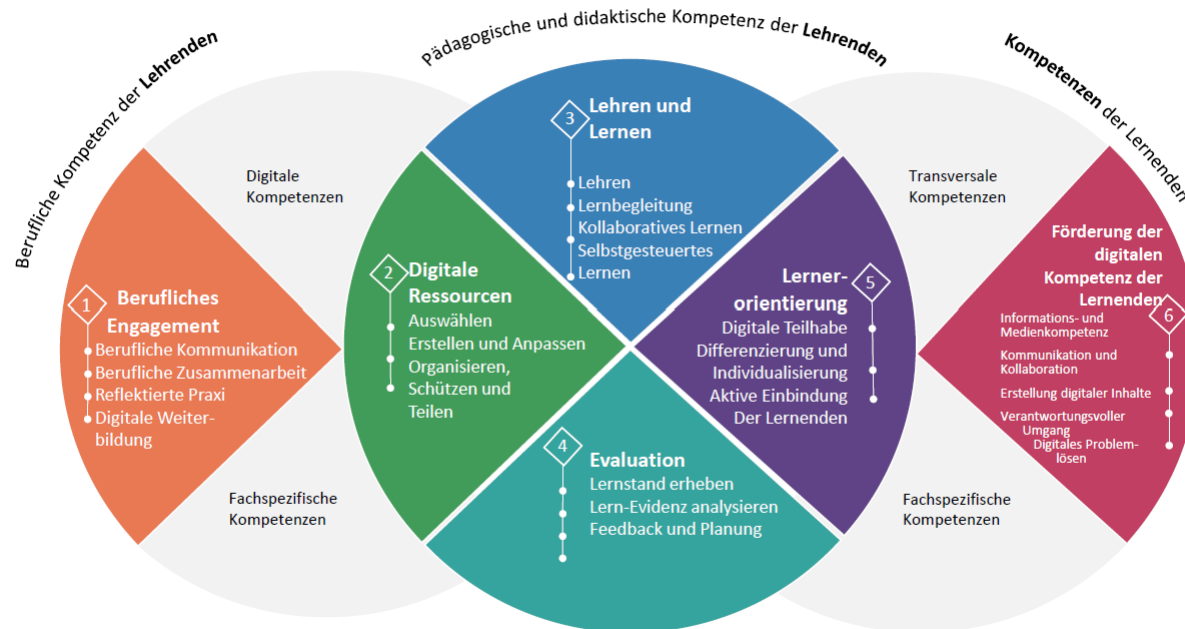 Berufliche Kompetenz der Lehrenden
Pädagogische und didaktische Kompetenz der Lehrenden
Kompetenzen der Lernenden
Digitale
Kompetenzen
Fachspezifische
Kompetenzen
1
Berufliches
Engagement
Berufliche Kommunikation
Berufliche Zusammenarbeit
Reflektierte Praxi
Digitale Weiter-
bildung
2
Digitale
Ressourcen
Auswählen
Erstellen und Anpassen
Organisieren,
Schützen und
Teilen
3
Lehren und
Lernen
Lehren
Lernbegleitung
Kollaboratives Lernen
Selbstgesteuertes
Lernen
4
Evaluation
Lernstand erheben
Lern-Evidenz analysieren
Feedback und Planung
5
Lerner-
orientierung
Digitale Teilhabe
Differenzierung und
Individualisierung
Aktive Einbindung
Der Lernenden
Transversale
Kompetenzen
Fachspezifische
Kompetenzen
Förderung der
digitalen
Kompetenz der
Lernenden
6
Informations- und
Medienkompetenz
Kommunikation und
Kollaboration
Erstellung digitaler Inhalte
Verantwortungsvoller
Umgang
Digitales Problem-
lösen